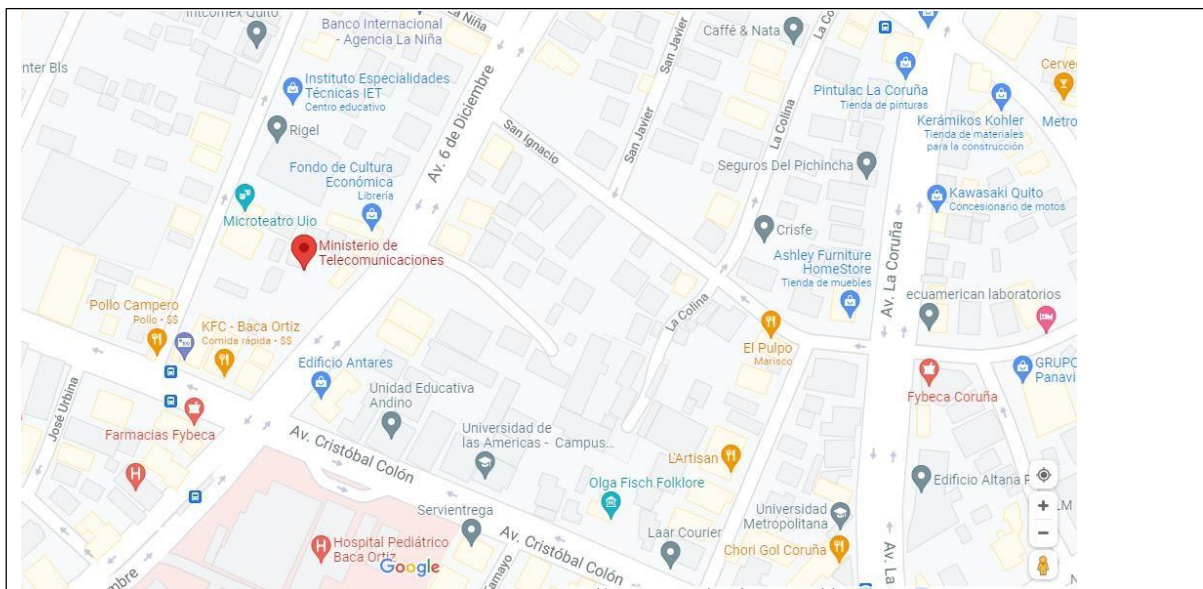 Intcomex Quito
La Niña
Banco Internacional
- Agencia La Niña
nter Bls
Instituto Especialidades
Técnicas IET
Centro educativo
Rigel
Av. 6 de Diciembre
Fondo de Cultura
Económica
Librería
Microteatro Uio
Ministerio de
Telecomunicaciones
Pollo Campero
Pollo · $$
KFC - Baca Ortiz
Comida rápida · $$
José Urbina
Farmacias Fybeca
Edificio Antares
Unidad Educativa
Andino
Av. Cristóbal Colón
Universidad de
las Americas - Campus...
Servientrega
Hospital Pediátrico
Baca Ortiz
Google
mbre
Tamayo
Av. Cristóbal Colón
Olga Fisch Folklore
Laar Courier
L'Artisan
Universidad
Metropolitana
Chori Gol Coruña
San Ignacio
San Javier
San Javier
Caffé & Nata
La Co
La Colina
La Colina
Pintulac La Coruña
Tienda de pinturas
Kerámikos Kohler
Tienda de materiales
para la construcción
Cerve
Metro
Seguros Del Pichincha
Kawasaki Quito
Concesionario de motos
Crisfe
Ashley Furniture
HomeStore
Tienda de muebles
Av. La Coruña
ecuamerican laboratorios
El Pulpo
Marisco
Fybeca Coruña
GRUPO
Panavi
Edificio Altana P
LM
Av. La
N